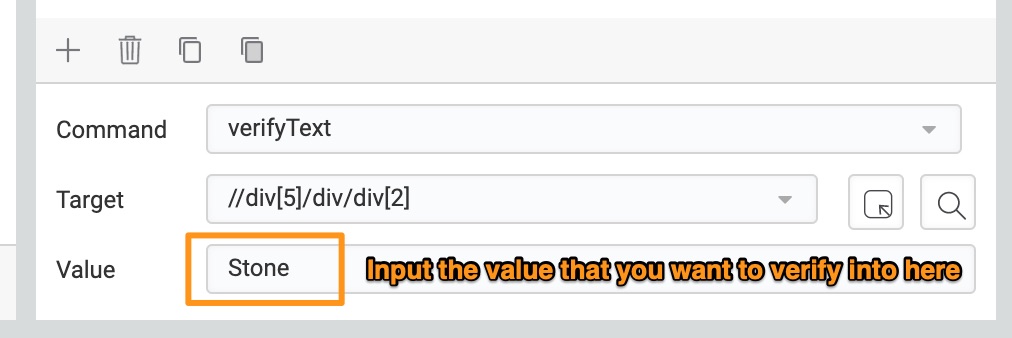 Command
verifyText
Target
//div[5]/div/div[2]
Value
Stone
Input the value that you want to verify into here